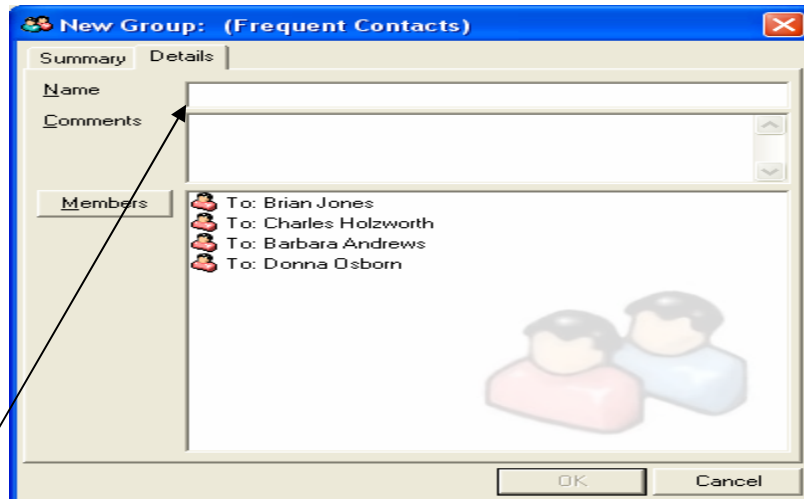 New Group: (Frequent Contacts)
Summary Details
Name
Comments
Members
To: Brian Jones
To: Charles Holzworth
To: Barbara Andrews
To: Donna Osborn
OK Cancel